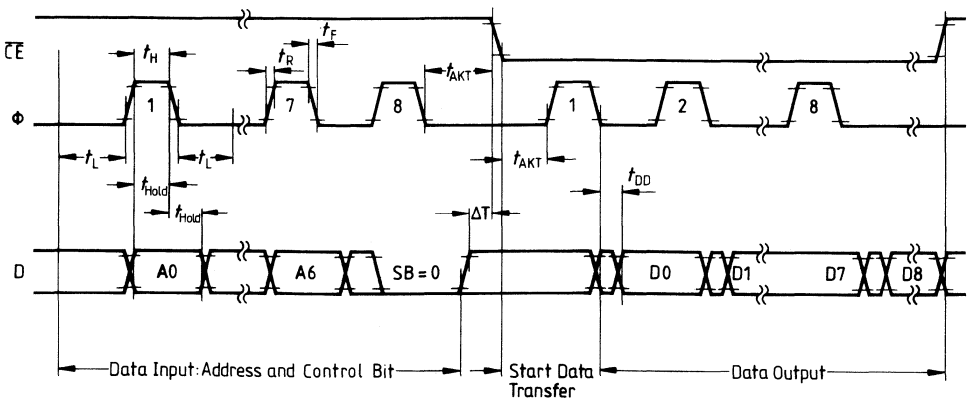 C̅E̅
t_H
t_R
t_F
t_AKT
Φ
1
7
8
1
2
8
t_L
t_L
t_AKT
t_Hold
t_Hold
ΔT
t_DD
D
A0
A6
SB=0
D0
D1
D7
D8
Data Input: Address and Control Bit
Start Data
Transfer
Data Output